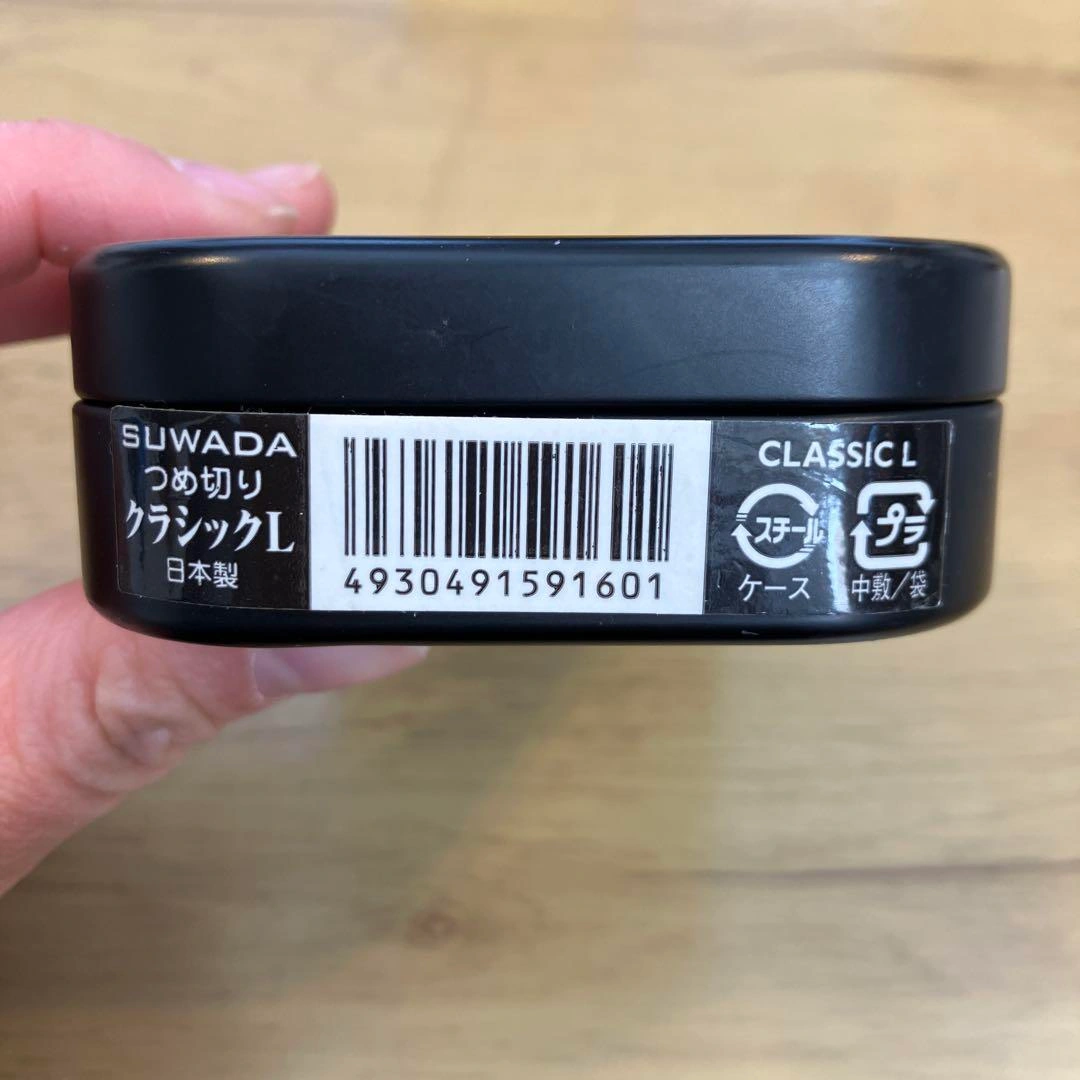 SUWADA
つめ切り
クラシックL
日本製
4930491591601
CLASSIC L
スチール
プラ
ケース
中敷/袋